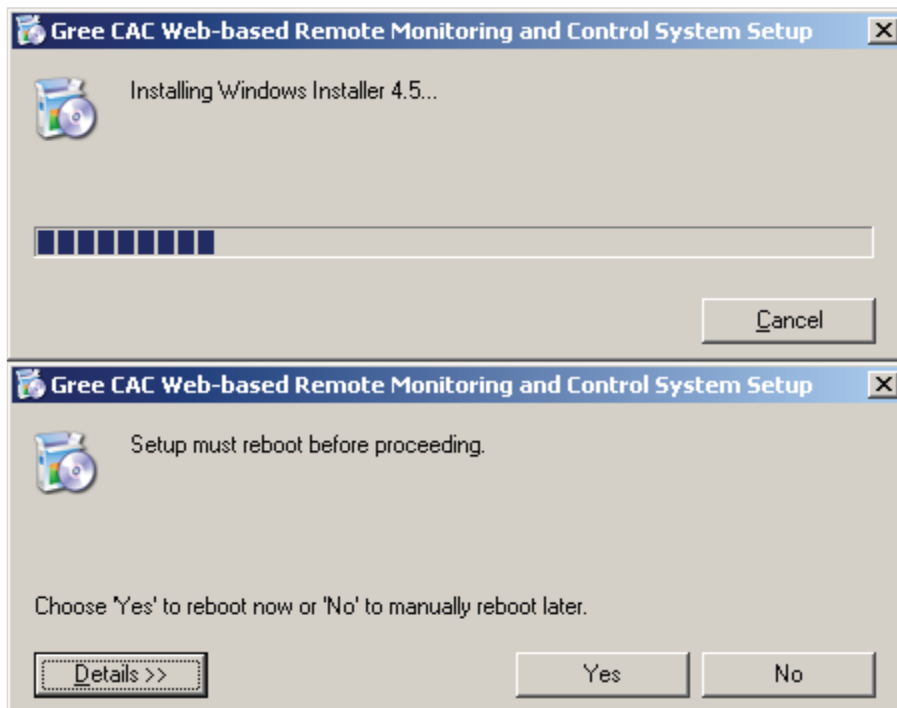 Gree CAC Web-based Remote Monitoring and Control System Setup
Installing Windows Installer 4.5...
Cancel
Gree CAC Web-based Remote Monitoring and Control System Setup
Setup must reboot before proceeding.
Choose 'Yes' to reboot now or 'No' to manually reboot later.
Details >> Yes No